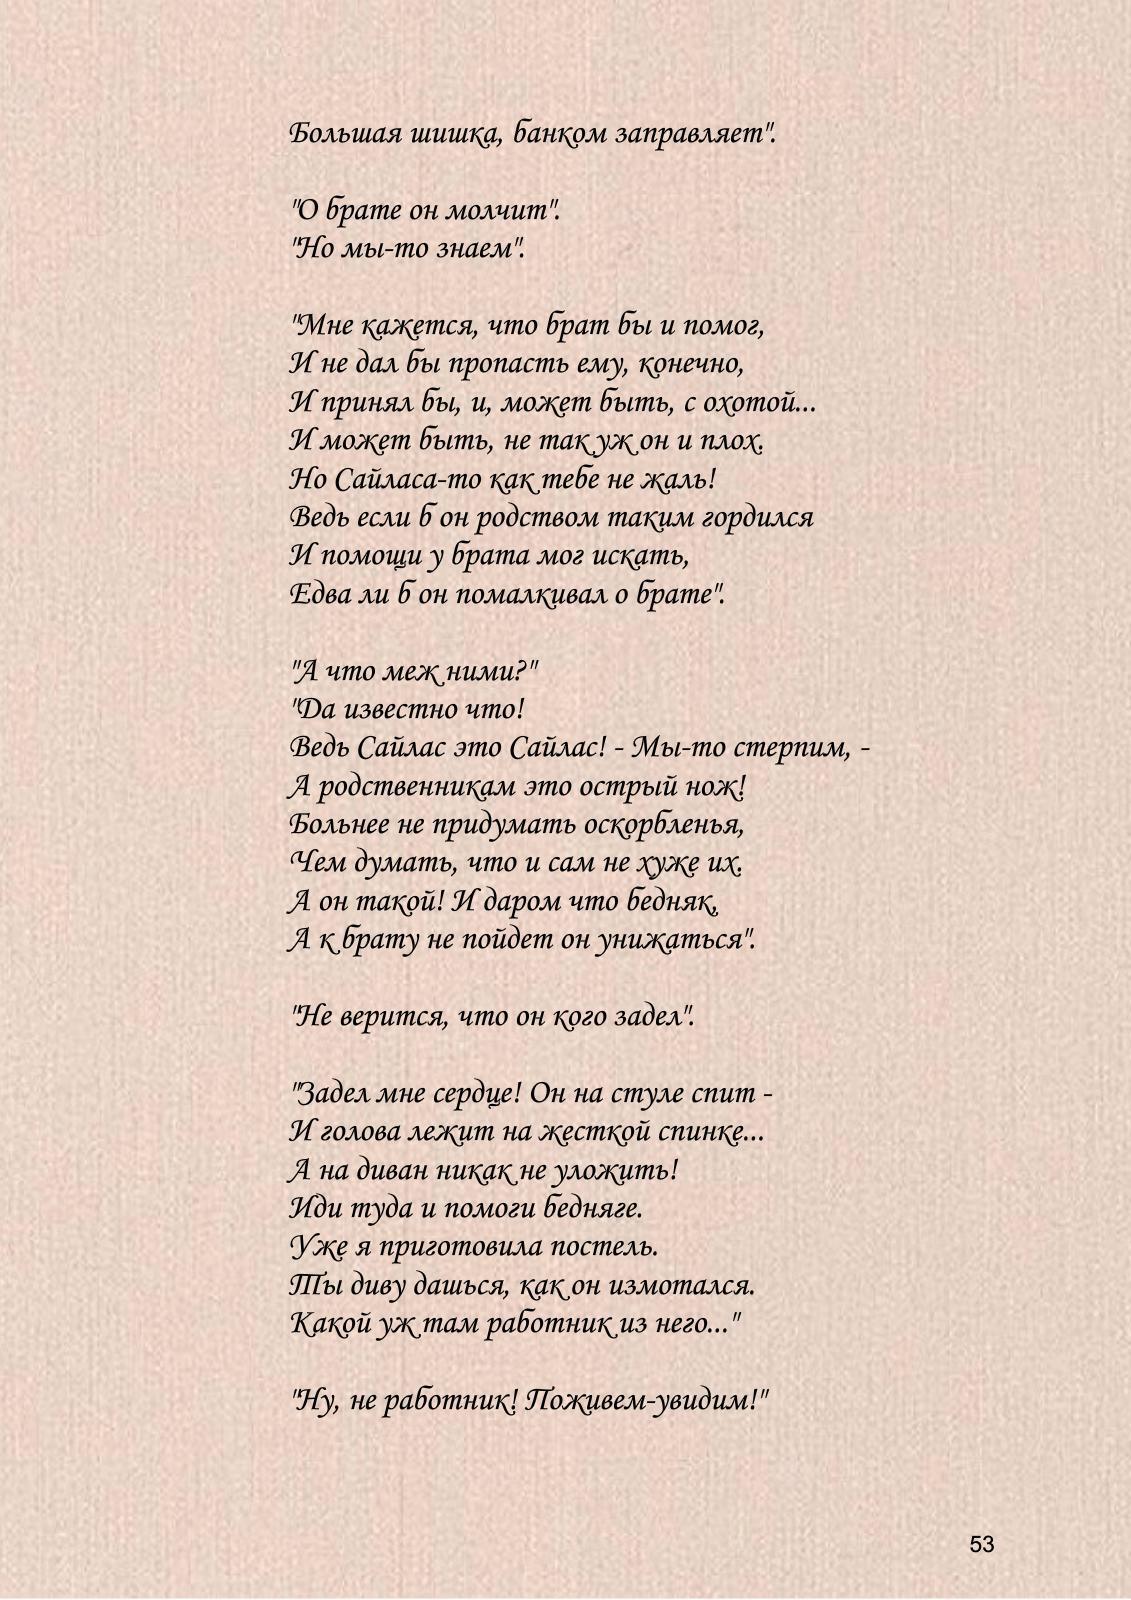 Большая шишка, банком заправляет".
"О брате он молчит".
"Но мы-то знаем".
"Мне кажется, что брат бы и помог,
И не дал бы пропасть ему, конечно,
И принял бы, и, может быть, с охотой...
И может быть, не так уж он и плох.
Но Сайласа-то как тебе не жаль!
Ведь если б он родством таким гордился
И помощи у брата мог искать,
Едва ли б он помалкивал о брате".
"А что меж ними?"
"Да известно что!
Ведь Сайлас это Сайлас! - Мы-то стерпим, -
А родственникам это острый нож!
Больнее не придумать оскорбленья,
Чем думать, что и сам не хуже их.
А он такой! И даром что бедняк,
А к брату не пойдет он унижаться".
"Не верится, что он кого задел".
"Задел мне сердце! Он на стуле спит -
И голова лежит на жесткой спинке...
А на диван никак не уложить!
Иди туда и помоги бедняге.
Уже я приготовила постель.
Ты диву дашься, как он измотался.
Какой уж там работник из него..."
"Ну, не работник! Поживем-увидим!"
53